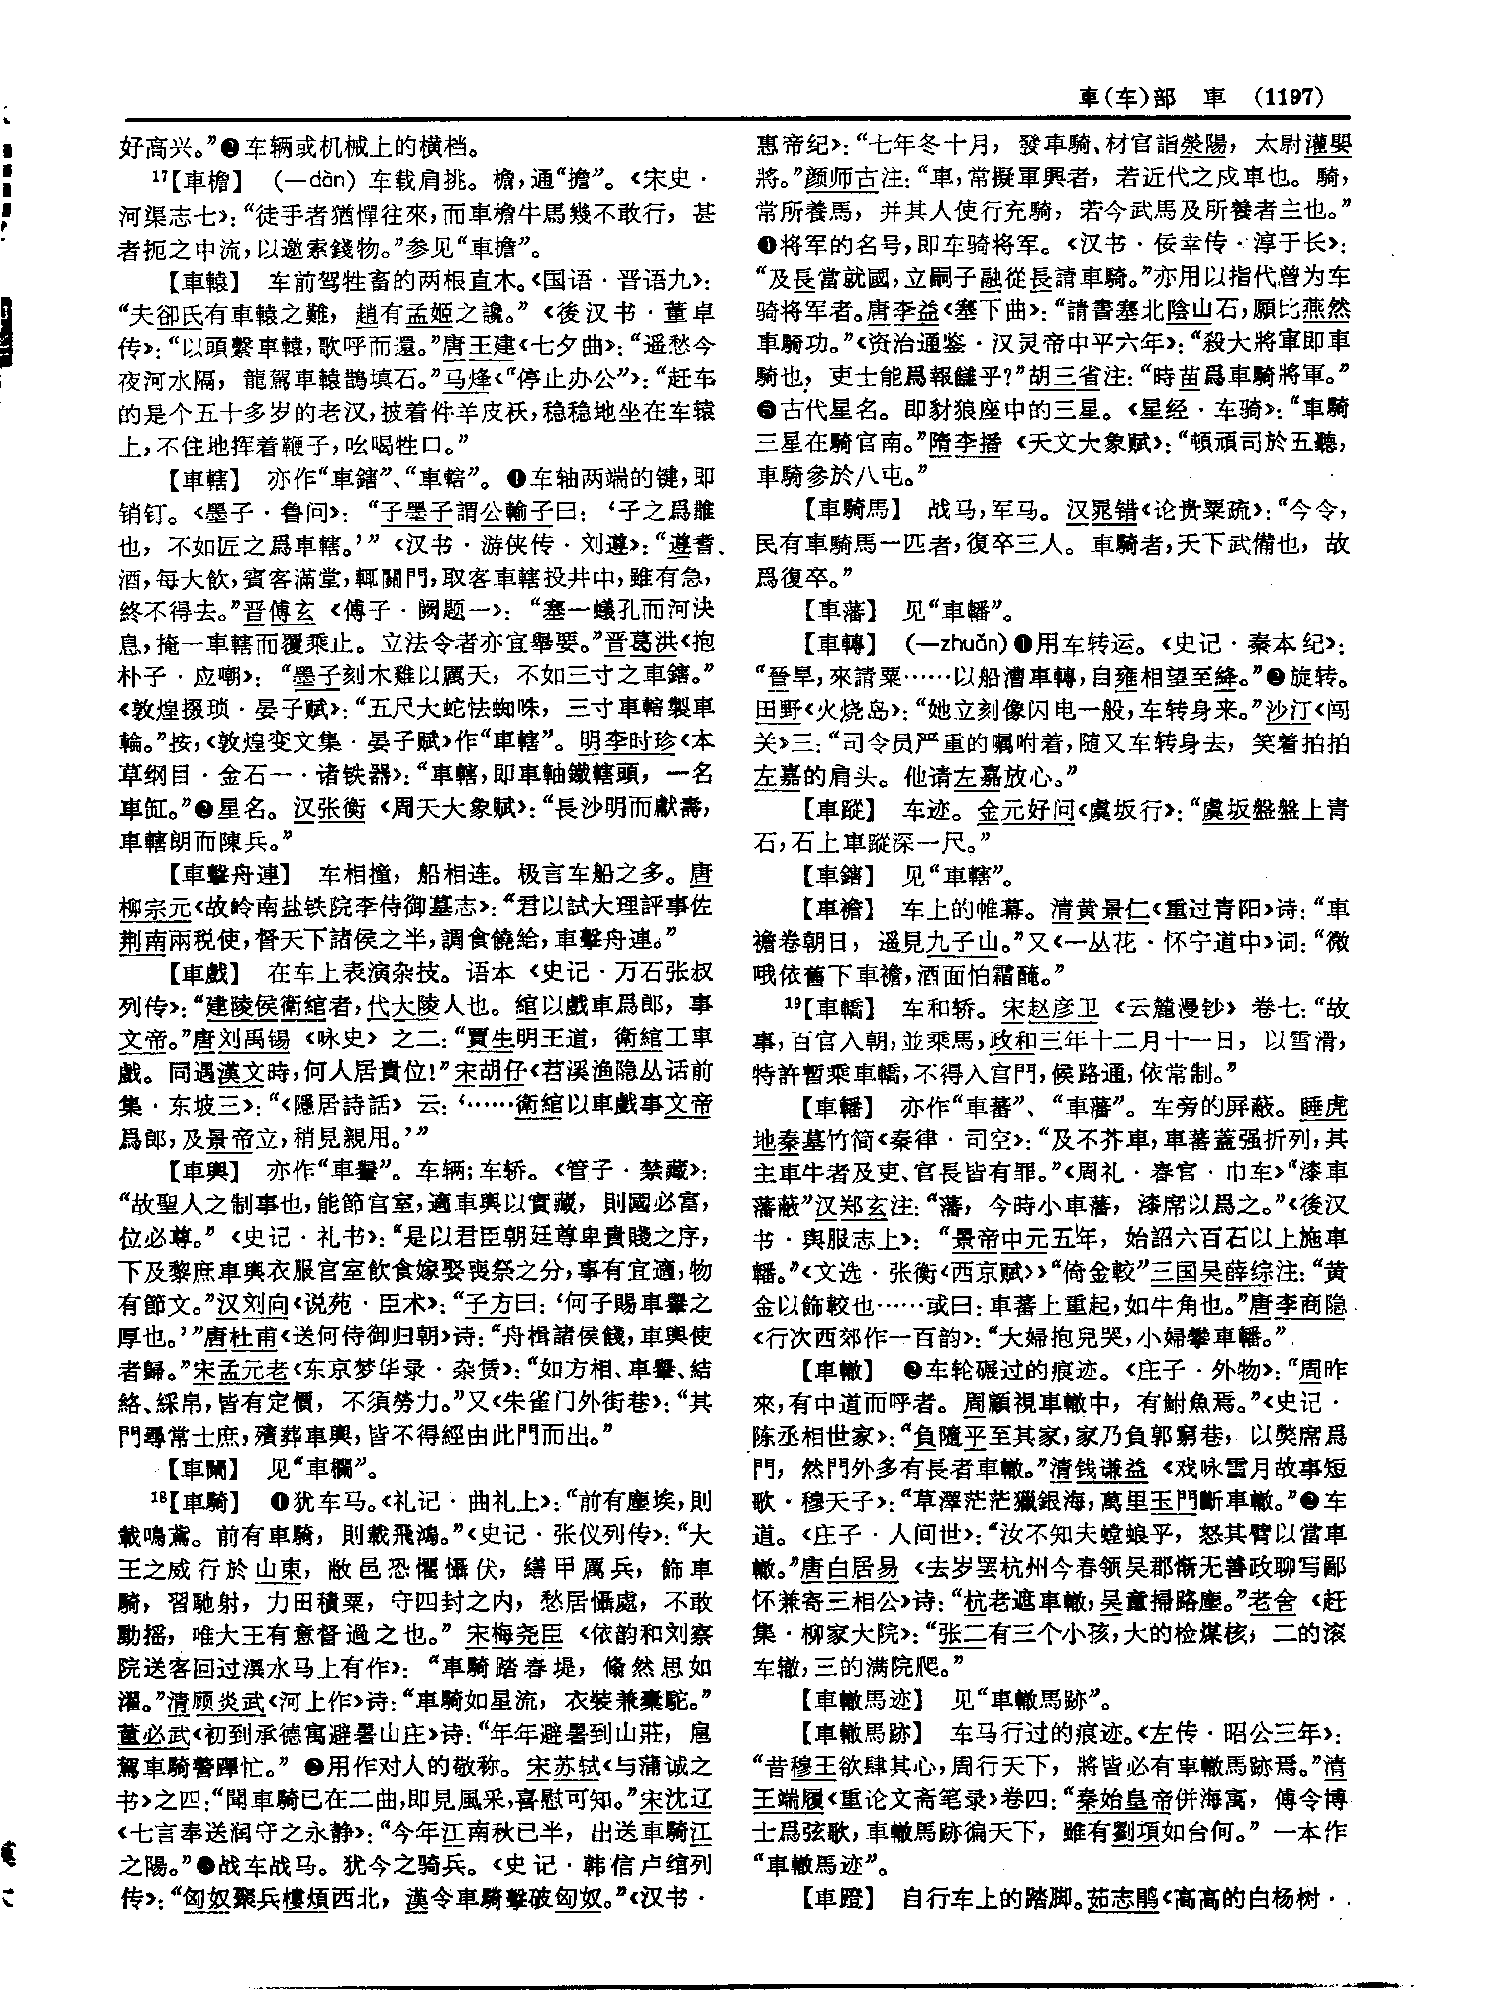 車(车)部　車　(1197)
好高兴。”❷车辆或机械上的横档。
¹⁷【車檐】　(—dàn) 车载肩挑。檐,通“擔”。《宋史·
河渠志七》:“徒手者猶憚往來,而車檐牛馬幾不敢行，甚
者扼之中流,以邀索錢物。”参见“車擔”。
【車轅】　车前驾牲畜的两根直木。《国语·晋语九》:
“夫郤氏有車轅之難，趙有孟姬之讒。”《後汉书·董卓
传》:“以頭繫車轅,歌呼而還。”唐王建《七夕曲》:“遥愁今
夜河水隔，龍駕車轅鵲填石。”马烽《“停止办公”》:“赶车
的是个五十多岁的老汉,披着件羊皮袄,稳稳地坐在车辕
上,不住地挥着鞭子,吆喝牲口。”
【車轄】　亦作“車鎋”、“車𨍏”。❶车轴两端的键,即
销钉。《墨子·鲁问》:“子墨子謂公輸子曰:‘子之爲雝
也，不如匠之爲車轄。’”《汉书·游侠传·刘遵》:“遵耆
酒,每大飲,賓客滿堂,輒關門,取客車轄投井中,雖有急,
終不得去。”晋傅玄《傅子·阙题一》:“塞一蟻孔而河決
息,掩一車轄而覆乘止。立法令者亦宜舉要。”晋葛洪《抱
朴子·应嘲》:“墨子刻木雞以厲天，不如三寸之車鎋。”
《敦煌掇琐·晏子赋》:“五尺大蛇怯蜘蛛，三寸車𨍏製車
輪。”按,《敦煌变文集·晏子赋》作“車轄”。明李时珍《本
草纲目·金石一·诸铁器》:“車轄,即車軸鐵轄頭，一名
車缸。”❷星名。汉张衡《周天大象赋》:“長沙明而獻壽,
車轄朗而陳兵。”
【車轚舟連】　车相撞，船相连。极言车船之多。唐
柳宗元《故岭南盐铁院李侍御墓志》:“君以試大理評事佐
荆南兩税使,督天下諸侯之半,調食饒給,車轚舟連。”
【車戲】　在车上表演杂技。语本《史记·万石张叔
列传》:“建陵侯衛綰者,代大陵人也。綰以戲車爲郎，事
文帝。”唐刘禹锡《咏史》之二:“賈生明王道，衛綰工車
戲。同遇漢文時,何人居貴位!”宋胡仔《苕溪渔隐丛话前
集·东坡三》:“《隱居詩話》云:‘……衛綰以車戲事文帝
爲郎,及景帝立,稍見親用。’”
【車輿】　亦作“車轝”。车辆;车轿。《管子·禁藏》:
“故聖人之制事也,能節宫室,適車輿以實藏，則國必富,
位必尊。”《史记·礼书》:“是以君臣朝廷尊卑貴賤之序,
下及黎庶車輿衣服宫室飲食嫁娶喪祭之分,事有宜適,物
有節文。”汉刘向《说苑·臣术》:“子方曰:‘何子賜車轝之
厚也。’”唐杜甫《送何侍御归朝》诗:“舟楫諸侯餞,車輿使
者歸。”宋孟元老《东京梦华录·杂赁》:“如方相、車轝、結
絡、綵帛,皆有定價，不須勞力。”又《朱雀门外街巷》:“其
門尋常士庶,殯葬車輿,皆不得經由此門而出。”
【車闌】　见“車欄”。
¹⁸【車騎】　❶犹车马。《礼记·曲礼上》:“前有塵埃,則
載鳴鳶。前有車騎，則載飛鴻。”《史记·张仪列传》:“大
王之威行於山東，敝邑恐懼懾伏，繕甲厲兵，飾車
騎，習馳射，力田積粟，守四封之内，愁居懾處，不敢
動摇，唯大王有意督過之也。”宋梅尧臣《依韵和刘察
院送客回过溴水马上有作》:“車騎踏春堤，翛然思如
濯。”清顾炎武《河上作》诗:“車騎如星流，衣裝兼橐駝。”
董必武《初到承德寓避暑山庄》诗:“年年避暑到山莊，扈
駕車騎警蹕忙。”❷用作对人的敬称。宋苏轼《与蒲诚之
书》之四:“聞車騎已在二曲,即見風采,喜慰可知。”宋沈辽
《七言奉送润守之永静》:“今年江南秋已半，出送車騎江
之陽。”❸战车战马。犹今之骑兵。《史记·韩信卢绾列
传》:“匈奴聚兵樓煩西北，漢令車騎擊破匈奴。”《汉书·
惠帝纪》:“七年冬十月，發車騎、材官詣滎陽，太尉灌嬰
將。”颜师古注:“車,常擬軍興者，若近代之戍車也。騎,
常所養馬，并其人使行充騎，若今武馬及所養者主也。”
❹将军的名号,即车骑将军。《汉书·佞幸传·淳于长》:
“及長當就國,立嗣子融從長請車騎。”亦用以指代曾为车
骑将军者。唐李益《塞下曲》:“請書塞北陰山石,願比燕然
車騎功。”《资治通鉴·汉灵帝中平六年》:“殺大將軍即車
騎也，吏士能爲報讎乎?”胡三省注:“時苗爲車騎將軍。”
❺古代星名。即豺狼座中的三星。《星经·车骑》:“車騎
三星在騎官南。”隋李播《天文大象赋》:“頓頑司於五聽,
車騎參於八屯。”
【車騎馬】　战马,军马。汉晁错《论贵粟疏》:“今令,
民有車騎馬一匹者,復卒三人。車騎者,天下武備也，故
爲復卒。”
【車藩】　见“車轓”。
【車轉】　(—zhuǎn)❶用车转运。《史记·秦本纪》:
“晉旱,來請粟……以船漕車轉,自雍相望至絳。”❷旋转。
田野《火烧岛》:“她立刻像闪电一般,车转身来。”沙汀《闯
关》三:“司令员严重的嘱咐着,随又车转身去，笑着拍拍
左嘉的肩头。他请左嘉放心。”
【車蹤】　车迹。金元好问《虞坂行》:“虞坂盤盤上青
石,石上車蹤深一尺。”
【車鎋】　见“車轄”。
【車襜】　车上的帷幕。清黄景仁《重过青阳》诗:“車
襜卷朝日，遥見九子山。”又《一丛花·怀宁道中》词:“微
哦依舊下車襜,酒面怕霜醃。”
¹⁹【車轎】　车和轿。宋赵彦卫《云麓漫钞》卷七:“故
事,百官入朝,並乘馬,政和三年十二月十一日，以雪滑,
特許暫乘車轎,不得入宫門,候路通,依常制。”
【車轓】　亦作“車蕃”、“車藩”。车旁的屏蔽。睡虎
地秦墓竹简《秦律·司空》:“及不芥車,車蕃蓋强折列,其
主車牛者及吏、官長皆有罪。”《周礼·春官·巾车》“漆車
藩蔽”汉郑玄注:“藩，今時小車藩，漆席以爲之。”《後汉
书·舆服志上》:“景帝中元五年，始詔六百石以上施車
轓。”《文选·张衡〈西京赋〉》“倚金較”三国吴薛综注:“黄
金以飾較也……或曰:車蕃上重起,如牛角也。”唐李商隐
《行次西郊作一百韵》:“大婦抱兒哭,小婦攀車轓。”
【車轍】　❶车轮碾过的痕迹。《庄子·外物》:“周昨
來,有中道而呼者。周顧視車轍中，有鮒魚焉。”《史记·
陈丞相世家》:“負隨平至其家,家乃負郭窮巷，以獘席爲
門，然門外多有長者車轍。”清钱谦益《戏咏雪月故事短
歌·穆天子》:“草澤茫茫獵銀海,萬里玉門斷車轍。”❷车
道。《庄子·人间世》:“汝不知夫螳蜋乎，怒其臂以當車
轍。”唐白居易《去岁罢杭州今春领吴郡惭无善政聊写鄙
怀兼寄三相公》诗:“杭老遮車轍,吴童掃路塵。”老舍《赶
集·柳家大院》:“张二有三个小孩,大的检煤核，二的滚
车辙,三的满院爬。”
【車轍馬迹】　见“車轍馬跡”。
【車轍馬跡】　车马行过的痕迹。《左传·昭公三年》:
“昔穆王欲肆其心,周行天下，將皆必有車轍馬跡焉。”清
王端履《重论文斋笔录》卷四:“秦始皇帝併海寓，傅令博
士爲弦歌,車轍馬跡徧天下，雖有劉項如台何。”一本作
“車轍馬迹”。
【車蹬】　自行车上的踏脚。茹志鹃《高高的白杨树·